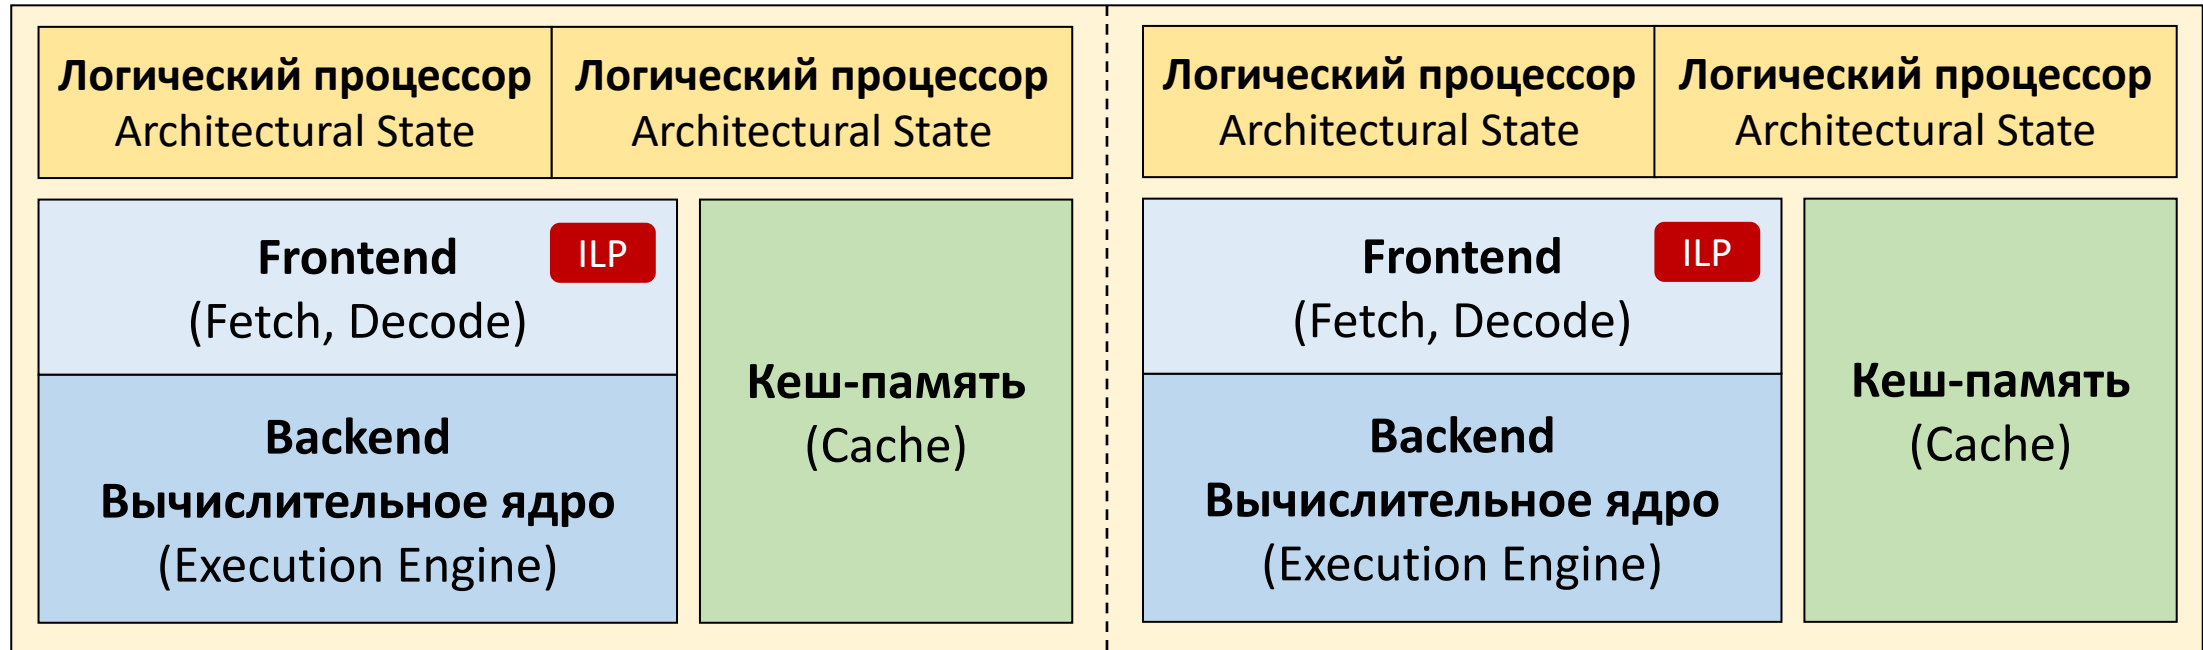 Логический процессор
Architectural State
Логический процессор
Architectural State
Frontend
(Fetch, Decode)
ILP
Backend
Вычислительное ядро
(Execution Engine)
Кеш-память
(Cache)
Логический процессор
Architectural State
Логический процессор
Architectural State
Frontend
(Fetch, Decode)
ILP
Backend
Вычислительное ядро
(Execution Engine)
Кеш-память
(Cache)